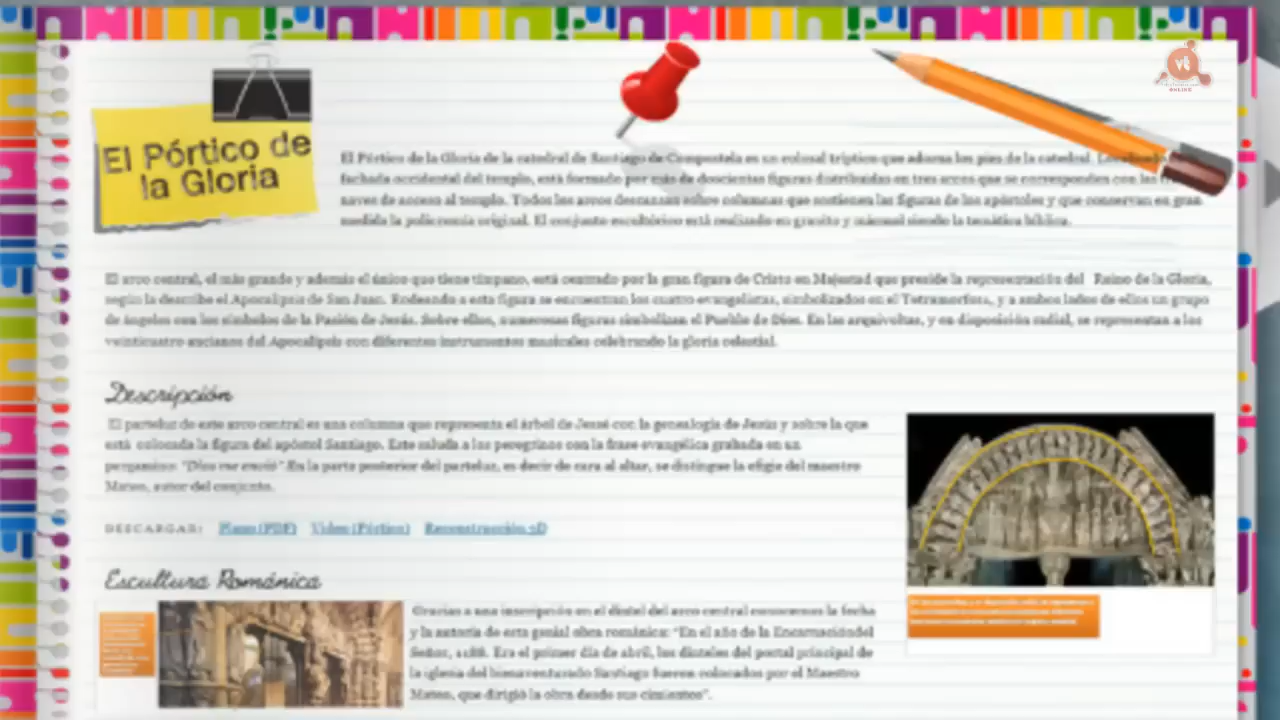 El Pórtico de
la Gloria
El Pórtico de la Gloria de la catedral de Santiago de Compostela es un colosal tríptico que adorna los pies de la catedral.
fachada occidental del templo, está formado por más de doscientas figuras distribuidas en tres arcos que se corresponden con las
naves de acceso al templo. Todos los arcos descansan sobre columnas que sostienen las figuras de los apóstoles y que conservan en gran
medida la policromía original. El conjunto escultórico está realizado en granito y mármol siendo la temática bíblica.
El arco central, el más grande y además el único que tiene tímpano, está centrado por la gran figura de Cristo en Majestad que preside la representación del Reino de la Gloria,
según la describe el Apocalipsis de San Juan. Rodeando a esta figura se encuentran los cuatro evangelistas, simbolizados en el Tetramorfos, y a ambos lados de ellos un grupo
de ángeles con los símbolos de la Pasión de Jesús. Sobre ellos, numerosas figuras simbolizan el Pueblo de Dios. En las arquivoltas, y en disposición radial, se representan a los
veinticuatro ancianos del Apocalipsis con diferentes instrumentos musicales celebrando la gloria celestial.
Descripción
El parteluz de este arco central es una columna que representa el árbol de Jessé con la genealogía de Jesús y sobre la que
está colocada la figura del apóstol Santiago. Este saluda a los peregrinos con la frase evangélica grabada en un
pergamino: "Dios me envió" En la parte posterior del parteluz, es decir de cara al altar, se distingue la efigie del maestro
Mateo, autor del conjunto.
DESCARGAR: Plano (PDF) Video (Pórtico) Reconstrucción 3D
Escultura Románica
Gracias a una inscripción en el dintel del arco central conocemos la fecha
y la autoría de esta genial obra románica: "En el año de la Encarnación del
Señor, 1188. Era el primer día de abril, los dinteles del portal principal de
la iglesia del bienaventurado Santiago fueron colocados por el Maestro
Mateo, que dirigió la obra desde sus cimientos".